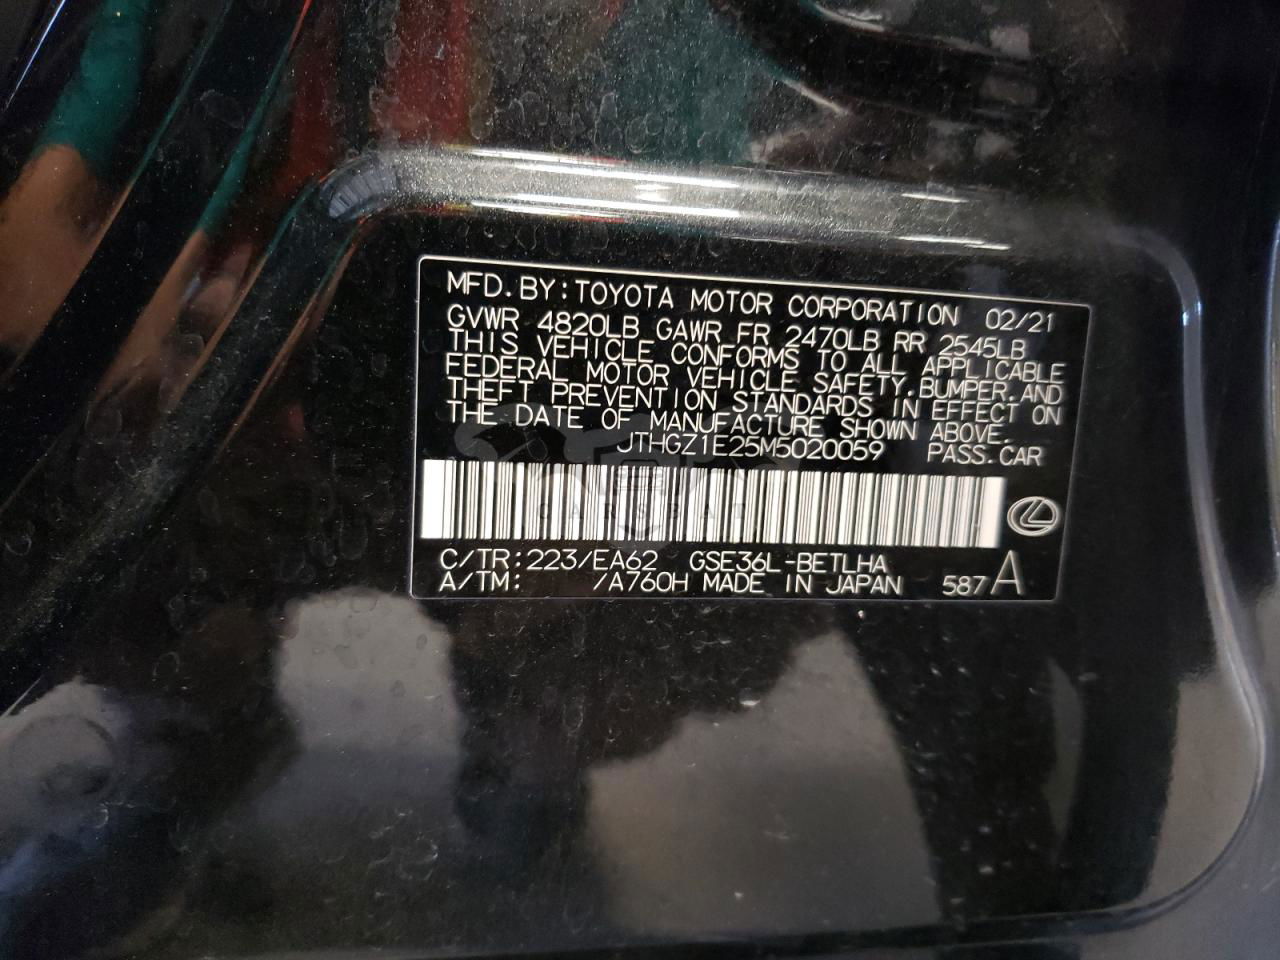 MFD.BY:TOYOTA MOTOR CORPORATION 02/21
GVWR 4820LB GAWR FR 2470LB RR 2545LB
THIS VEHICLE CONFORMS TO ALL APPLICABLE
FEDERAL MOTOR VEHICLE SAFETY,BUMPER,AND
THEFT PREVENTION STANDARDS IN EFFECT ON
THE DATE OF MANUFACTURE SHOWN ABOVE.
JTHGZ1E25M5020059 PASS.CAR
CARSBAT
C/TR:223/EA62 GSE36L-BETLHA
A/TM: /A760H MADE IN JAPAN 587A